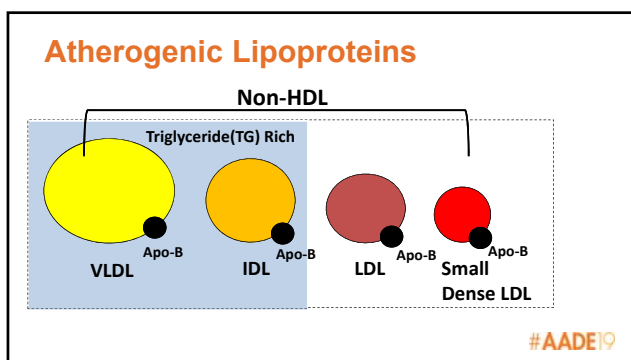 Atherogenic Lipoproteins
Non-HDL
Triglyceride(TG) Rich
Apo-B
Apo-B
Apo-B
Apo-B
VLDL
IDL
LDL
Small
Dense LDL
#AADE19